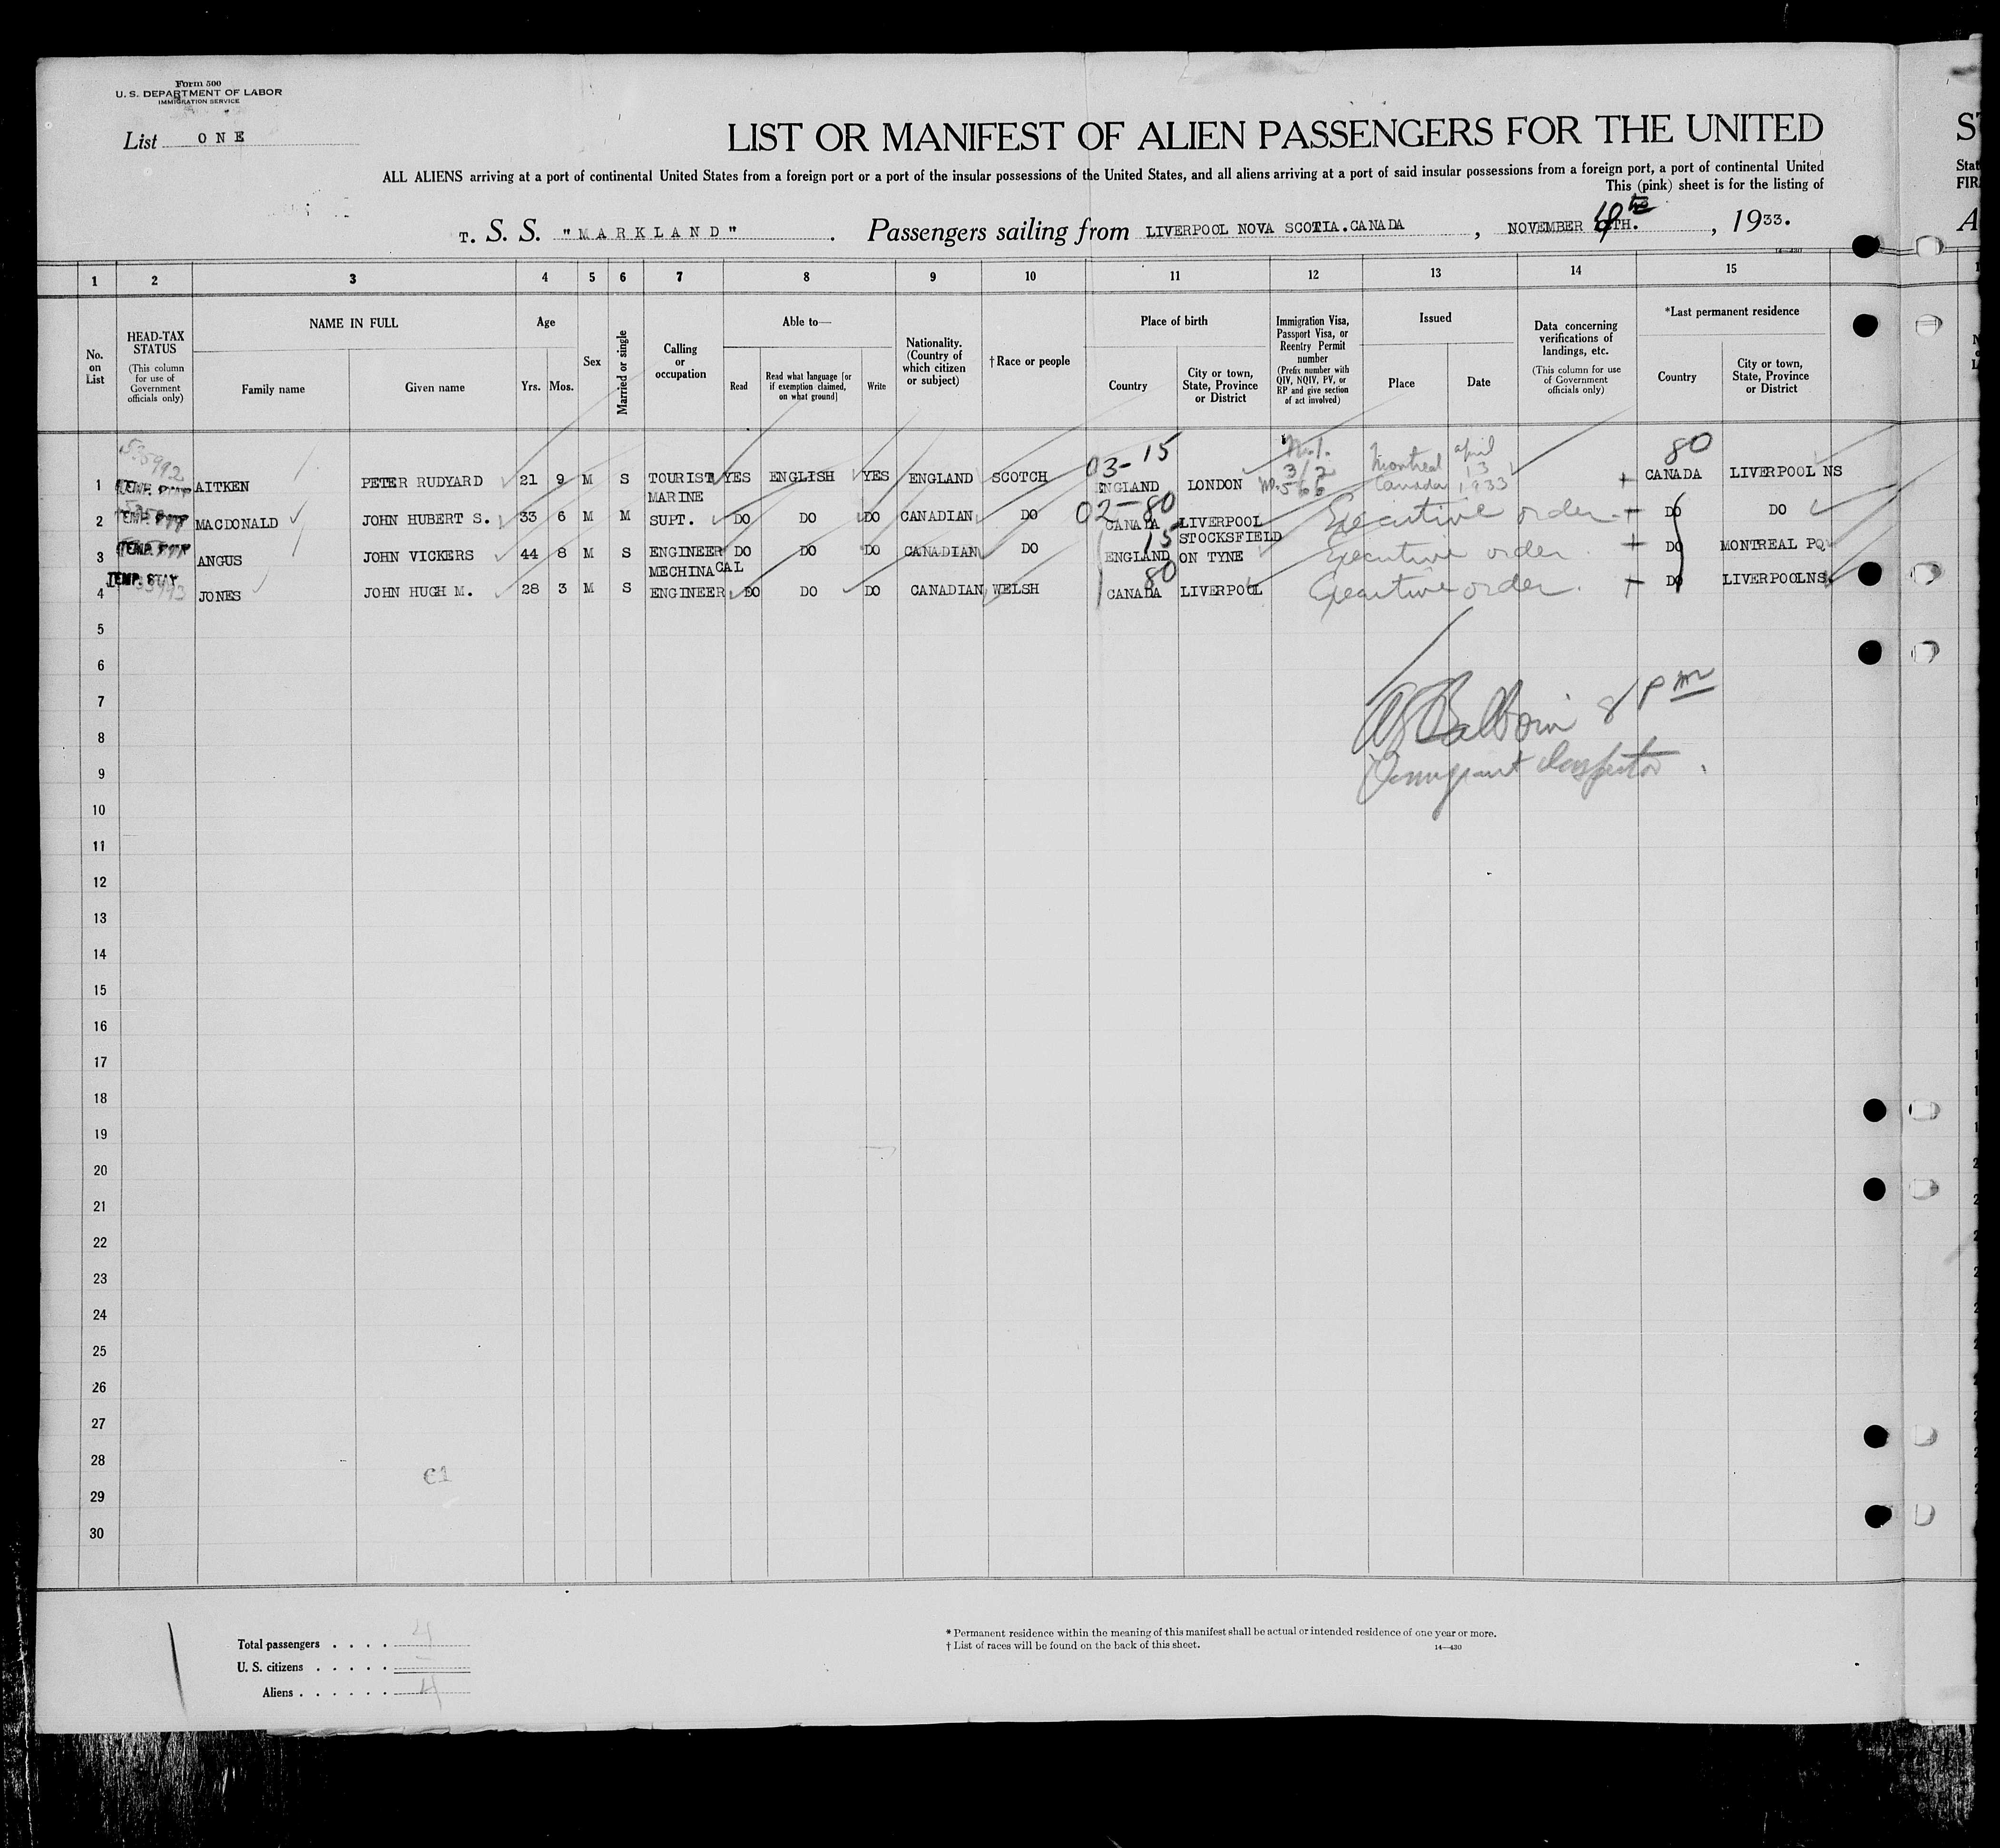 Form 500
U. S. DEPARTMENT OF LABOR
IMMIGRATION SERVICE
List ONE
LIST OR MANIFEST OF ALIEN PASSENGERS FOR THE UNITED
ALL ALIENS arriving at a port of continental United States from a foreign port or a port of the insular possessions of the United States, and all aliens arriving at a port of said insular possessions from a foreign port, a port of continental United
This (pink) sheet is for the listing of
T. S. S. "MARKLAND". Passengers sailing from LIVERPOOL NOVA SCOTIA.CANADA, NOVEMBER , 1933.
1 2 3 4 5 6 7 8 9 10 11 12 13 14 15
No. on List
HEAD-TAX STATUS
(This column for use of Government officials only)
NAME IN FULL
Family name
Given name
Age
Yrs. Mos.
Sex
Married or single
Calling or occupation
Able to—
Read
Read what language [or if exemption claimed, on what ground]
Write
Nationality. (Country of which citizen or subject)
† Race or people
Place of birth
Country
City or town, State, Province or District
Immigration Visa, Passport Visa, or Reentry Permit number
(Prefix number with QIV, NQIV, PV, or RP and give section of act involved)
Issued
Place
Date
Data concerning verifications of landings, etc.
(This column for use of Government officials only)
*Last permanent residence
Country
City or town, State, Province or District
03-15 80
1 AITKEN PETER RUDYARD 21 9 M S TOURIST YES ENGLISH YES ENGLAND SCOTCH ENGLAND LONDON Montreal Canada april 13 1933 CANADA LIVERPOOL NS
02-80
2 MACDONALD JOHN HUBERT S. 33 6 M M MARINE SUPT. DO DO DO CANADIAN DO CANADA LIVERPOOL Executive order. DO DO
15
3 ANGUS JOHN VICKERS 44 8 M S ENGINEER DO DO DO CANADIAN DO ENGLAND STOCKSFIELD ON TYNE Executive order. DO MONTREAL PQ
80
4 TEMP. STAY JONES JOHN HUGH M. 28 3 M S MECHINACAL ENGINEER DO DO DO CANADIAN WELSH CANADA LIVERPOOL Executive order. DO LIVERPOOLNS
5
6
7
Baldwin 8 PM
8
Immigrant Inspector.
9
10
11
12
13
14
15
16
17
18
19
20
21
22
23
24
25
26
27
28
C1
29
30
Total passengers . . . . 4
U. S. citizens . . . . . –
Aliens . . . . . . 4
* Permanent residence within the meaning of this manifest shall be actual or intended residence of one year or more.
† List of races will be found on the back of this sheet.
14—430